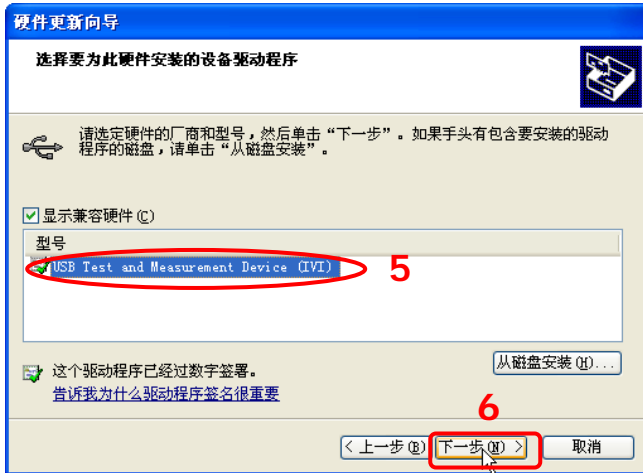 硬件更新向导
选择要为此硬件安装的设备驱动程序
请选定硬件的厂商和型号，然后单击“下一步”。如果手头有包含要安装的驱动
程序的磁盘，请单击“从磁盘安装”。
显示兼容硬件(C)
型号
USB Test and Measurement Device (IVI)
5
这个驱动程序已经过数字签署。
从磁盘安装(H)...
告诉我为什么驱动程序签名很重要
6
< 上一步(B)
下一步(N) >
取消